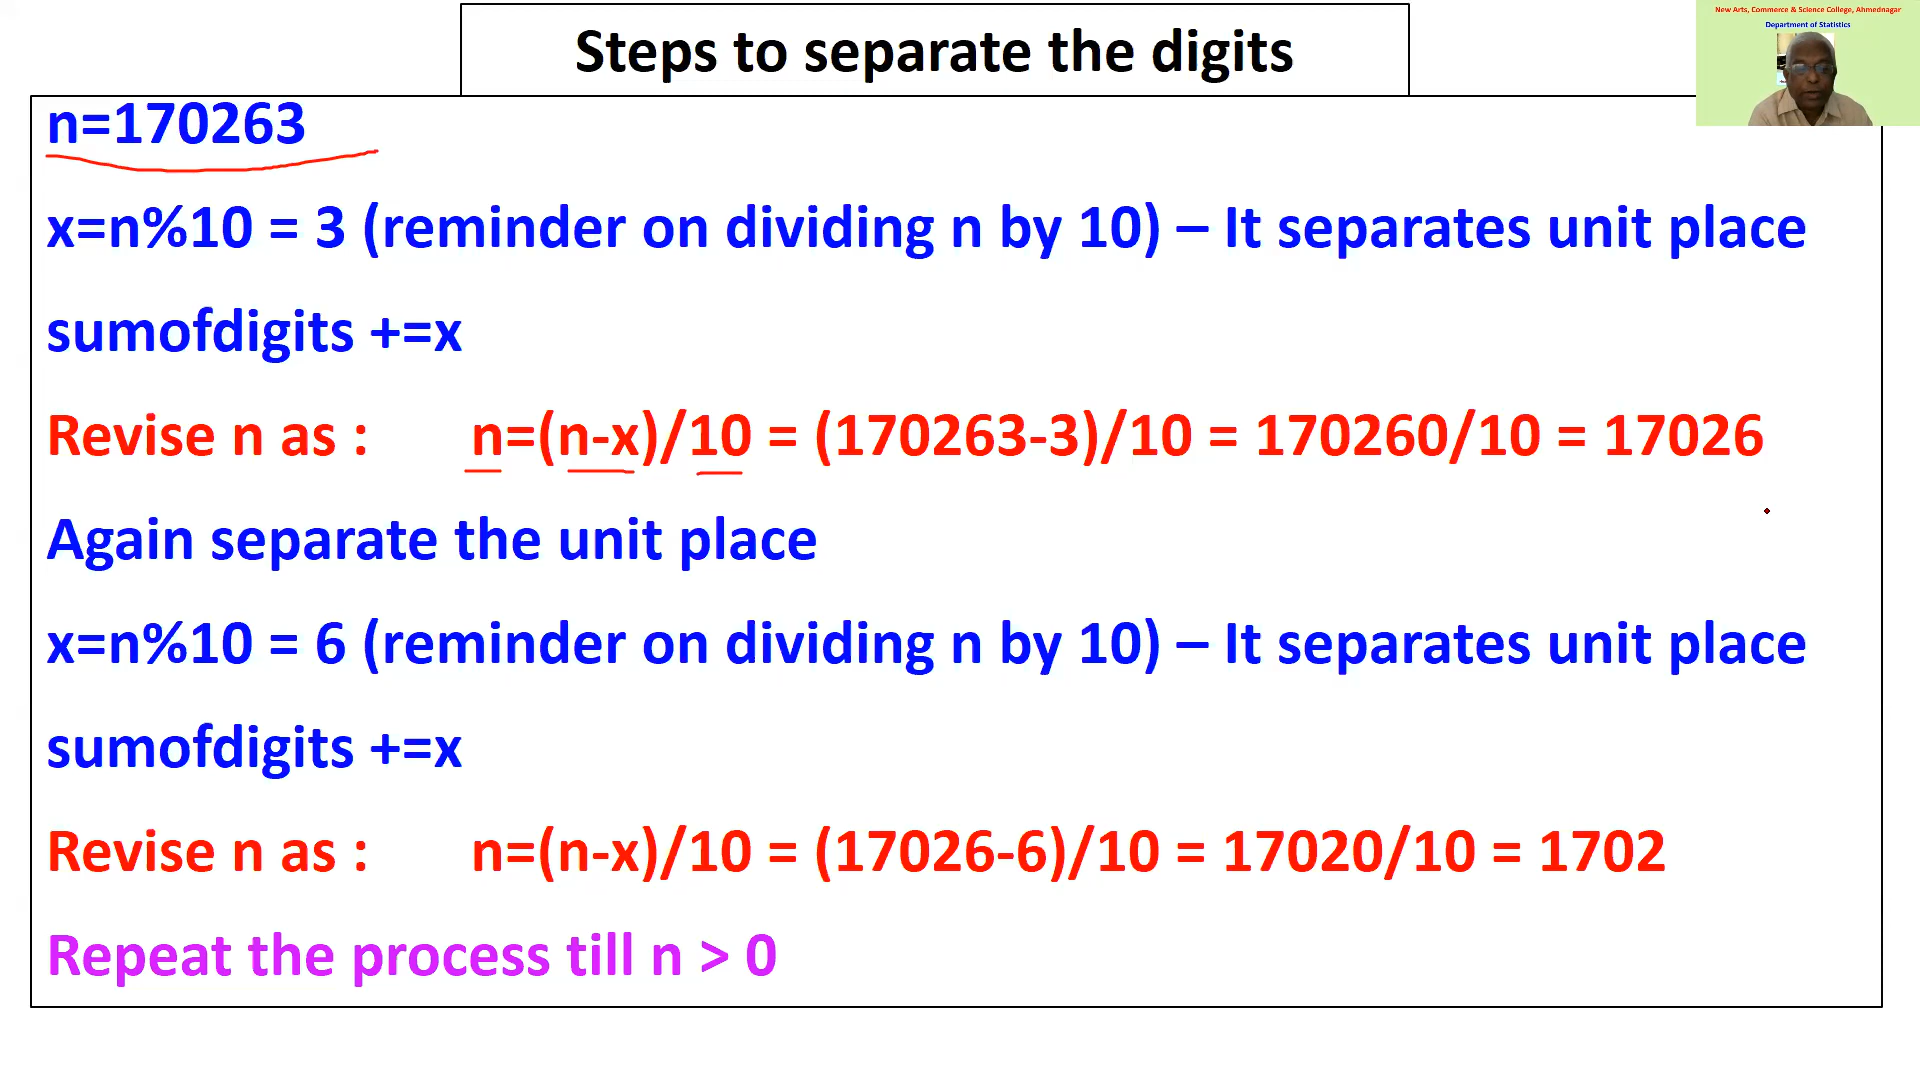 Steps to separate the digits
New Arts, Commerce & Science College, Ahmednagar
Department of Statistics
n=170263
x=n%10 = 3 (reminder on dividing n by 10) – It separates unit place
sumofdigits +=x
Revise n as : n=(n-x)/10 = (170263-3)/10 = 170260/10 = 17026
Again separate the unit place
x=n%10 = 6 (reminder on dividing n by 10) – It separates unit place
sumofdigits +=x
Revise n as : n=(n-x)/10 = (17026-6)/10 = 17020/10 = 1702
Repeat the process till n > 0